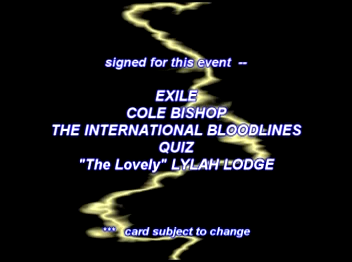 signed for this event --
EXILE
COLE BISHOP
THE INTERNATIONAL BLOODLINES
QUIZ
"The Lovely" LYLAH LODGE
*** card subject to change